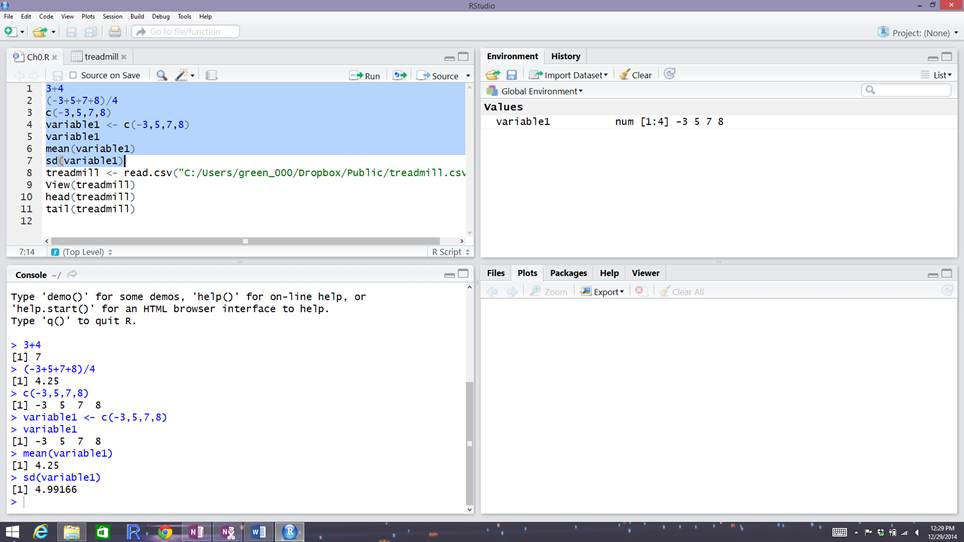 RStudio
File Edit Code View Plots Session Build Debug Tools Help
Go to file/function
Project: (None)
Ch0.R treadmill
Source on Save Run Source
1 3+4
2 (-3+5+7+8)/4
3 c(-3,5,7,8)
4 variable1 <- c(-3,5,7,8)
5 variable1
6 mean(variable1)
7 sd(variable1)
8 treadmill <- read.csv("C:/Users/green_000/Dropbox/Public/treadmill.csv
9 View(treadmill)
10 head(treadmill)
11 tail(treadmill)
12
7:14 (Top Level) R Script
Console ~/
Type 'demo()' for some demos, 'help()' for on-line help, or
'help.start()' for an HTML browser interface to help.
Type 'q()' to quit R.
> 3+4
[1] 7
> (-3+5+7+8)/4
[1] 4.25
> c(-3,5,7,8)
[1] -3 5 7 8
> variable1 <- c(-3,5,7,8)
> variable1
[1] -3 5 7 8
> mean(variable1)
[1] 4.25
> sd(variable1)
[1] 4.99166
>
Environment History
Import Dataset Clear List
Global Environment
Values
variable1 num [1:4] -3 5 7 8
Files Plots Packages Help Viewer
Zoom Export Clear All
12:29 PM
12/29/2014